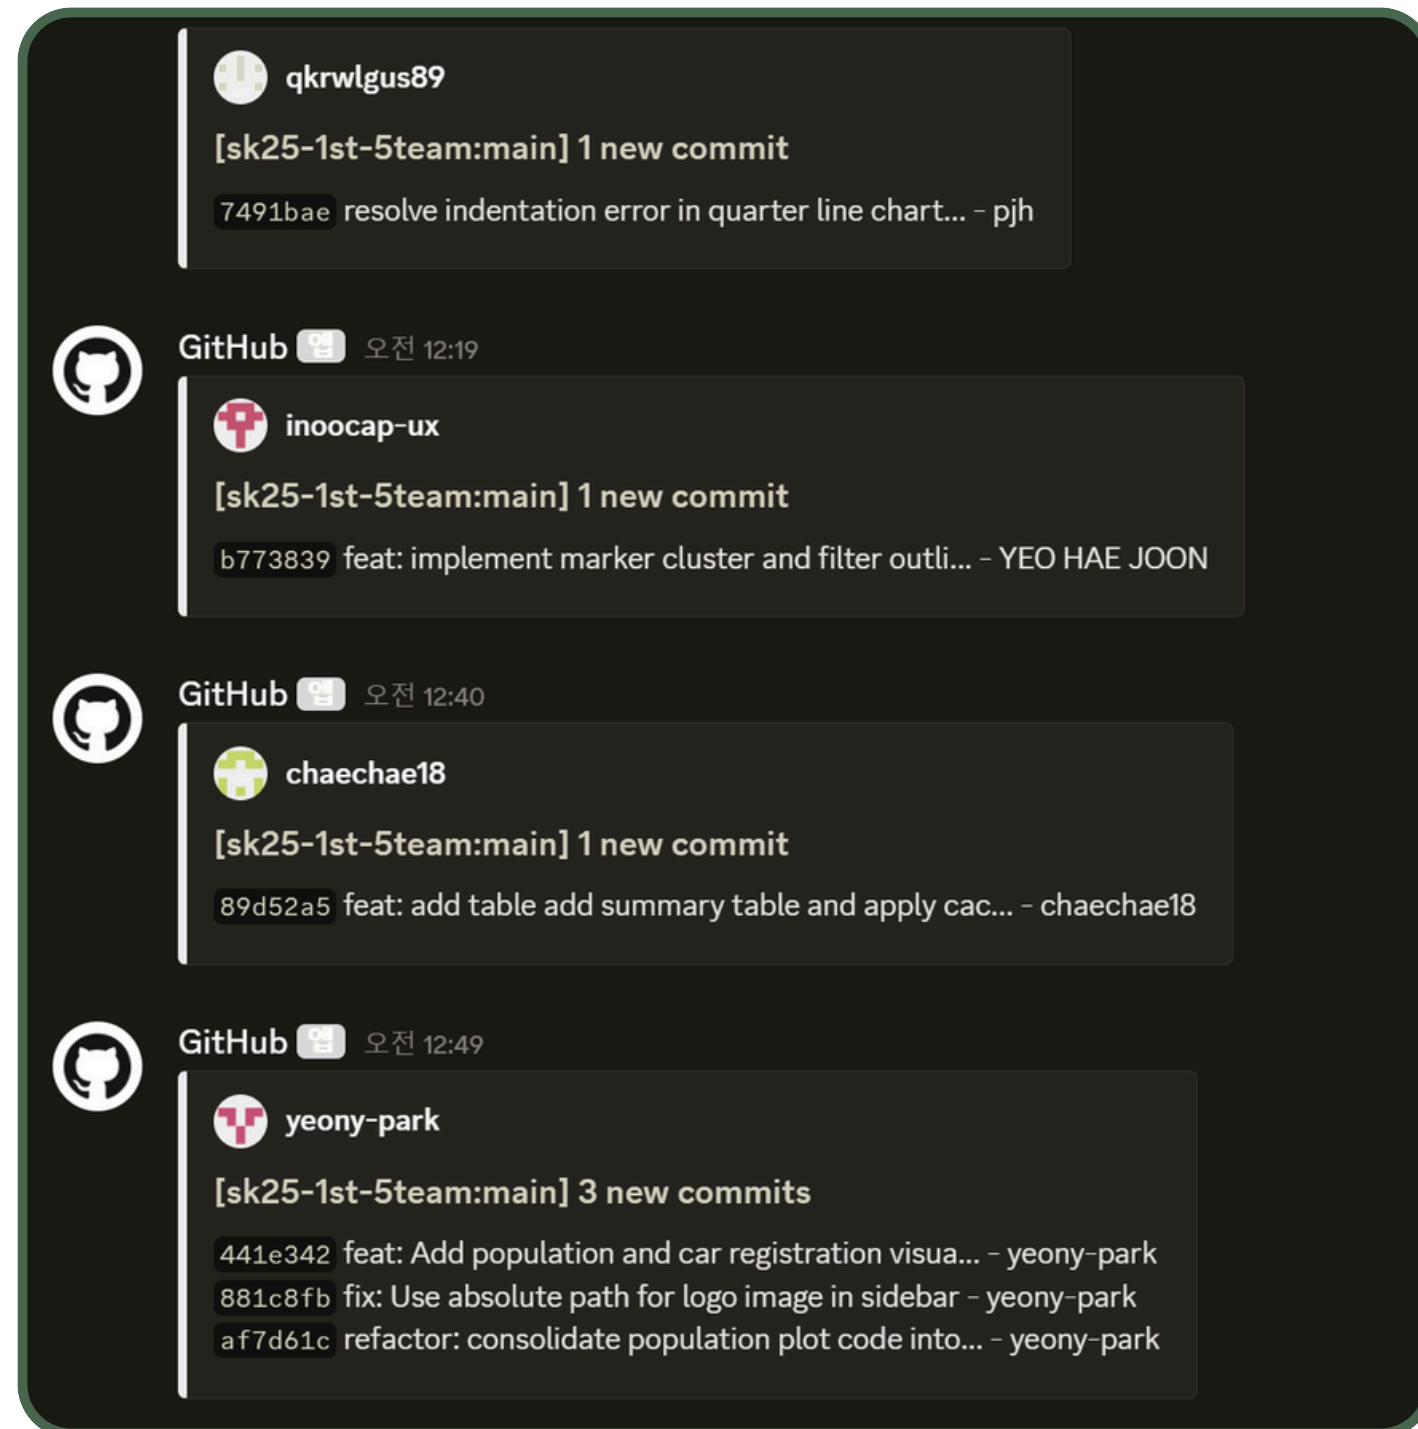 qkrwlgus89
[sk25-1st-5team:main] 1 new commit
7491bae resolve indentation error in quarter line chart... - pjh
GitHub 앱 오전 12:19
inoocap-ux
[sk25-1st-5team:main] 1 new commit
b773839 feat: implement marker cluster and filter outli... - YEO HAE JOON
GitHub 앱 오전 12:40
chaechae18
[sk25-1st-5team:main] 1 new commit
89d52a5 feat: add table add summary table and apply cac... - chaechae18
GitHub 앱 오전 12:49
yeony-park
[sk25-1st-5team:main] 3 new commits
441e342 feat: Add population and car registration visua... - yeony-park
881c8fb fix: Use absolute path for logo image in sidebar - yeony-park
af7d61c refactor: consolidate population plot code into... - yeony-park